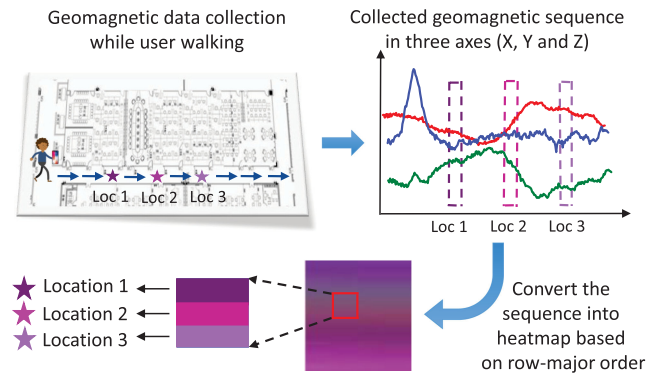 Geomagnetic data collection
while user walking
Collected geomagnetic sequence
in three axes (X, Y and Z)
Loc 1
Loc 2
Loc 3
Loc 1
Loc 2
Loc 3
Location 1
Location 2
Location 3
Convert the
sequence into
heatmap based
on row-major order